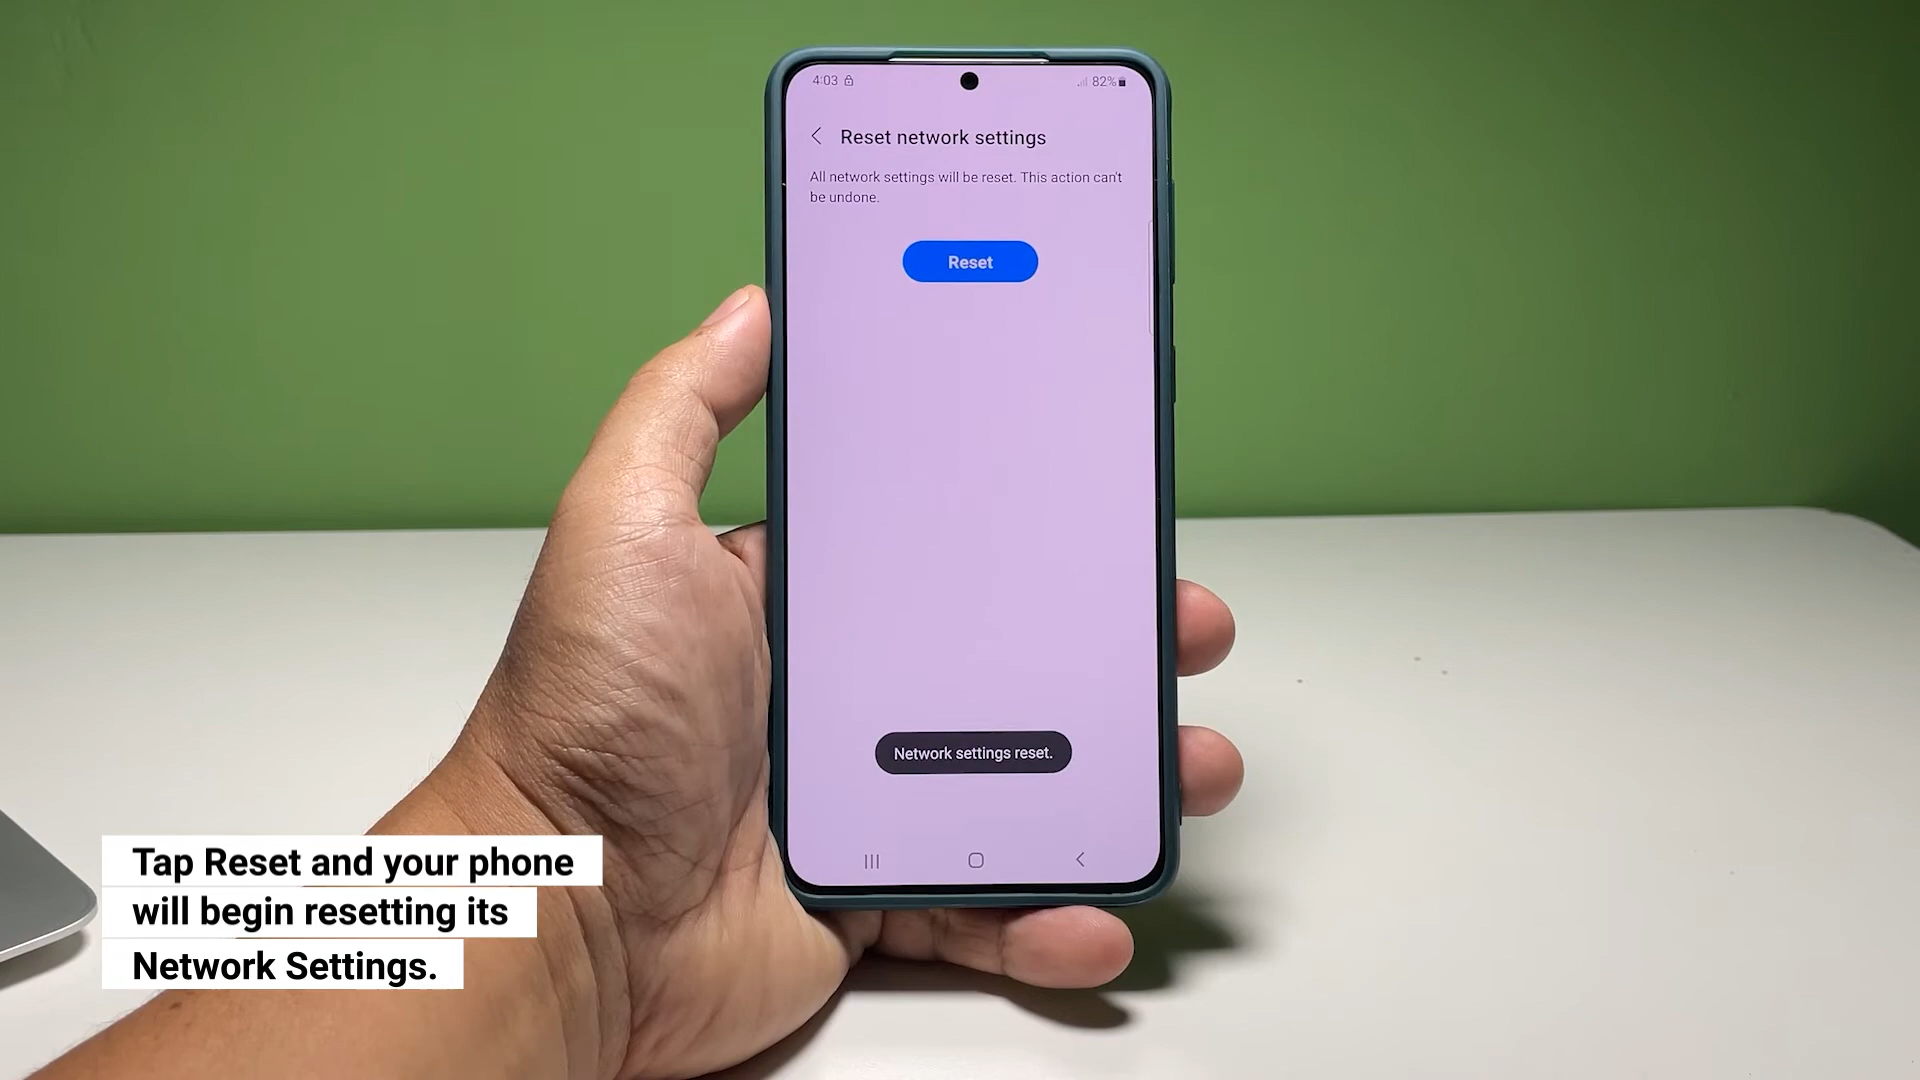 4:03
82%
Reset network settings
All network settings will be reset. This action can't
be undone.
Reset
Network settings reset.
Tap Reset and your phone
will begin resetting its
Network Settings.